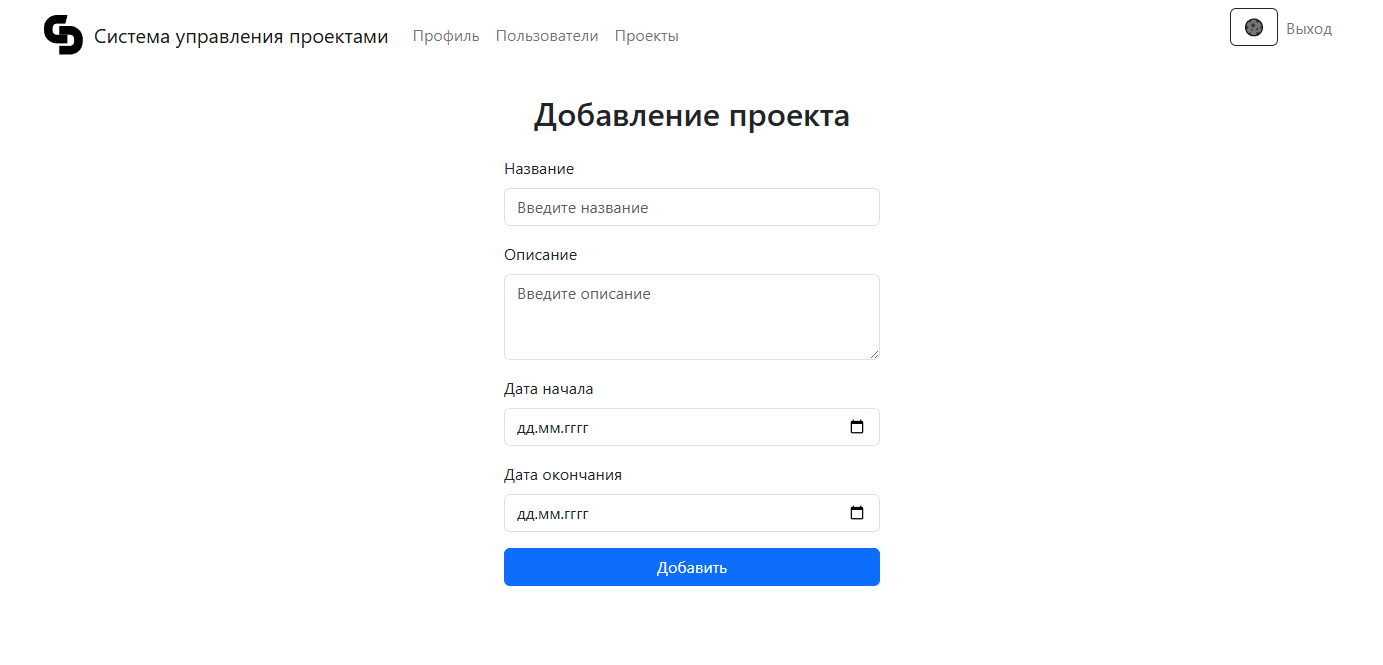 Система управления проектами Профиль Пользователи Проекты Выход
Добавление проекта
Название
Введите название
Описание
Введите описание
Дата начала
дд.мм.гггг
Дата окончания
дд.мм.гггг
Добавить